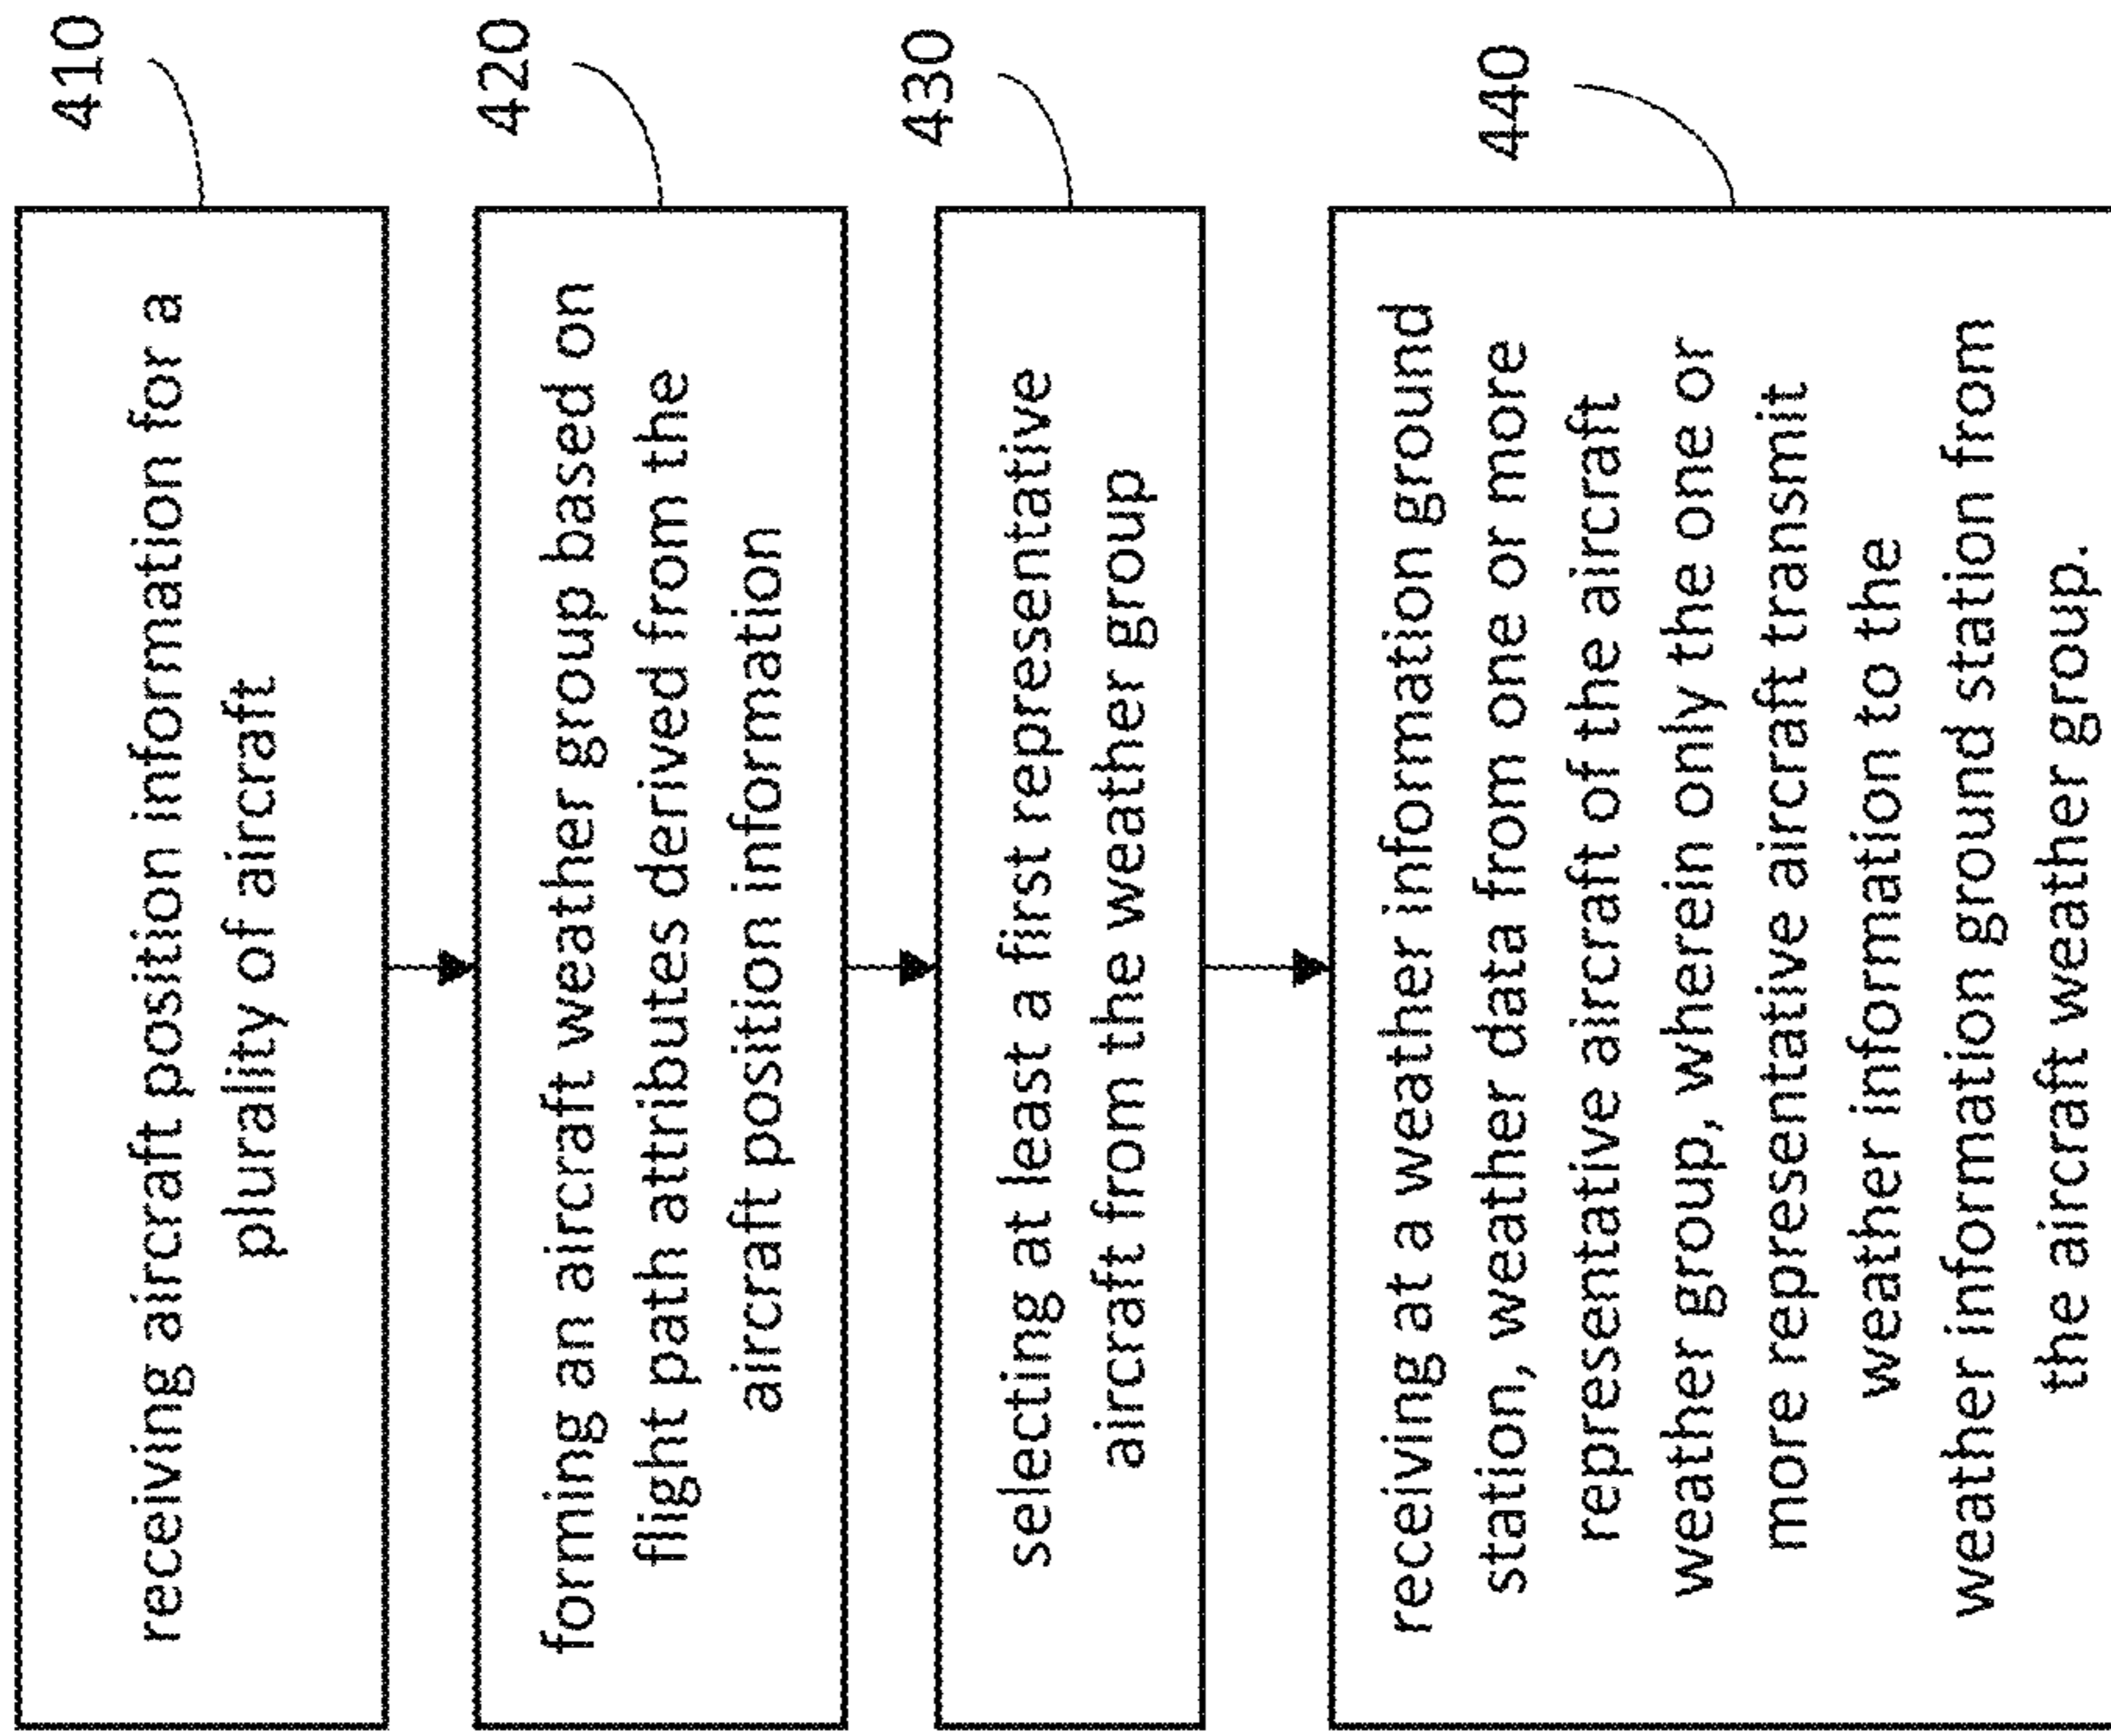 410
receiving aircraft position information for a
plurality of aircraft
420
forming an aircraft weather group based on
flight path attributes derived from the
aircraft position information
430
selecting at least a first representative
aircraft from the weather group
440
receiving at a weather information ground
station, weather data from one or more
representative aircraft of the aircraft
weather group, wherein only the one or
more representative aircraft transmit
weather information to the
weather information ground station from
the aircraft weather group.